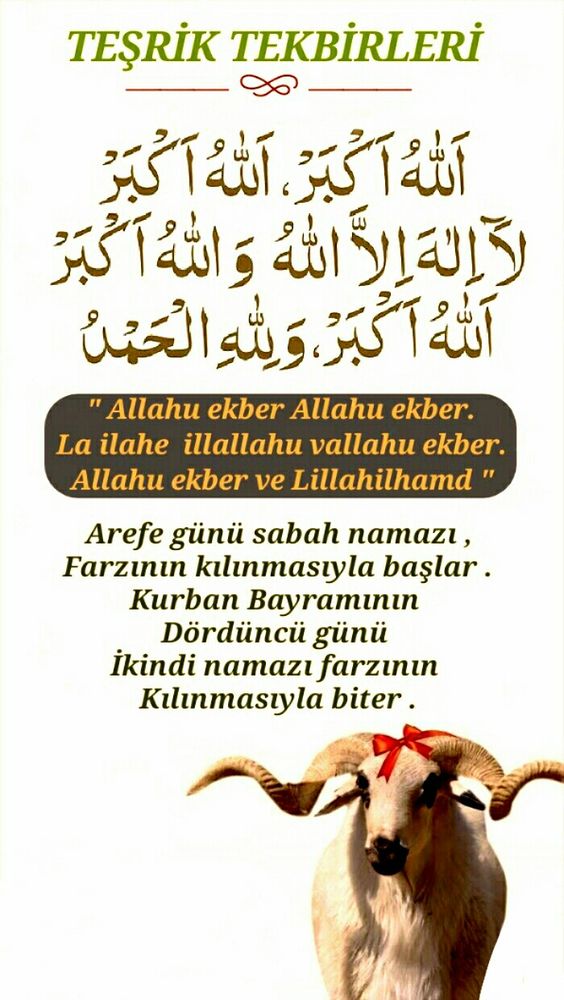 TEŞRİK TEKBİRLERİ
اَللّٰهُ اَكْبَرْ، اَللّٰهُ اَكْبَرْ
لَآ اِلٰهَ اِلاَّ اللّٰهُ وَ اللّٰهُ اَكْبَرْ
اَللّٰهُ اَكْبَرْ، وَ لِلّٰهِ الْحَمْدُ
" Allahu ekber Allahu ekber.
La ilahe illallahu vallahu ekber.
Allahu ekber ve Lillahilhamd "
Arefe günü sabah namazı ,
Farzının kılınmasıyla başlar .
Kurban Bayramının
Dördüncü günü
İkindi namazı farzının
Kılınmasıyla biter .